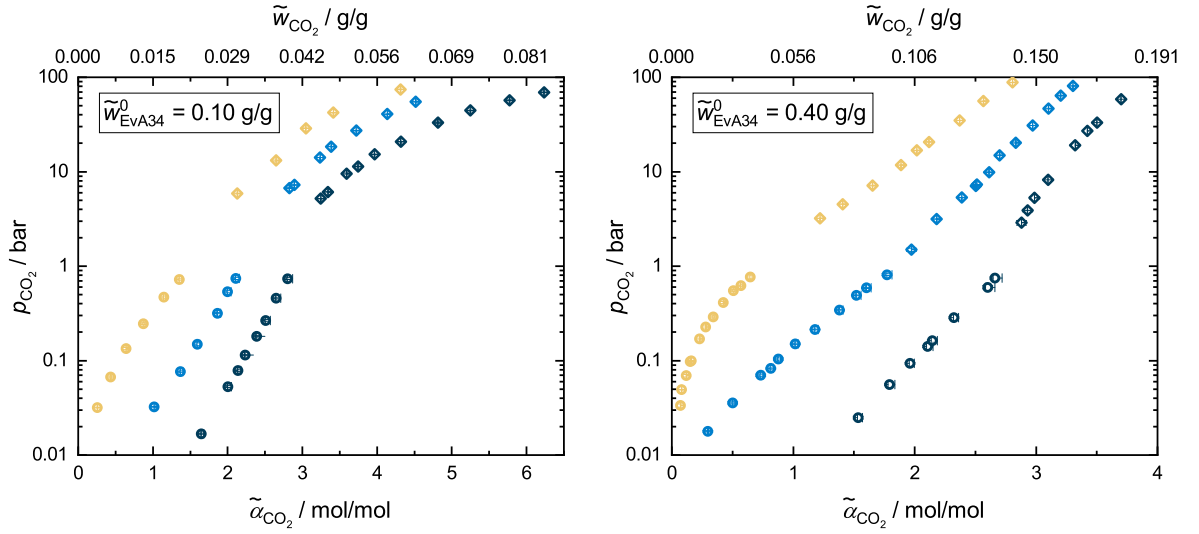 w̃CO₂ / g/g
0.000 0.015 0.029 0.042 0.056 0.069 0.081
w̃⁰EvA34 = 0.10 g/g
100
10
1
0.1
0.01
pCO₂ / bar
0 1 2 3 4 5 6
α̃CO₂ / mol/mol
w̃CO₂ / g/g
0.000 0.056 0.106 0.150 0.191
w̃⁰EvA34 = 0.40 g/g
100
10
1
0.1
0.01
pCO₂ / bar
0 1 2 3 4
α̃CO₂ / mol/mol